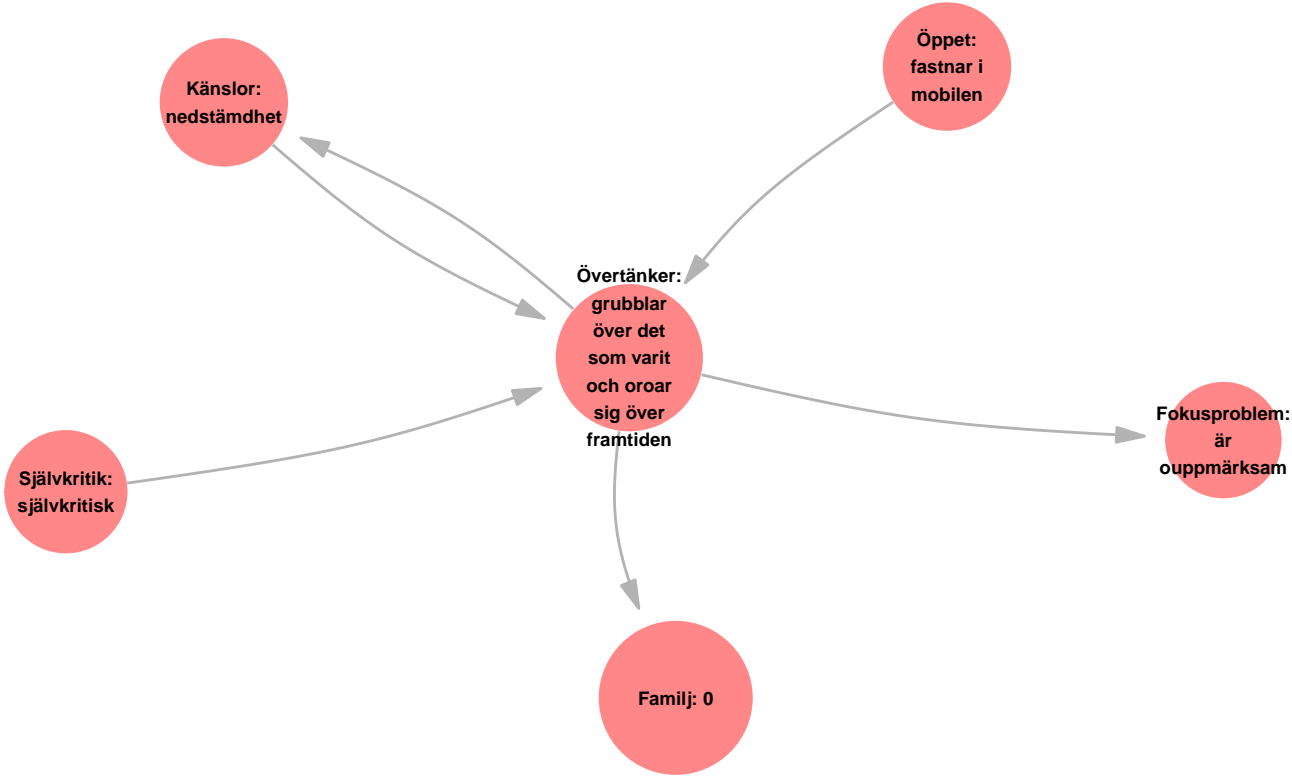 Öppet:
fastnar i
mobilen
Känslor:
nedstämdhet
Övertänker:
grubblar
över det
som varit
och oroar
sig över
framtiden
Fokusproblem:
är
ouppmärksam
Självkritik:
självkritisk
Familj: 0